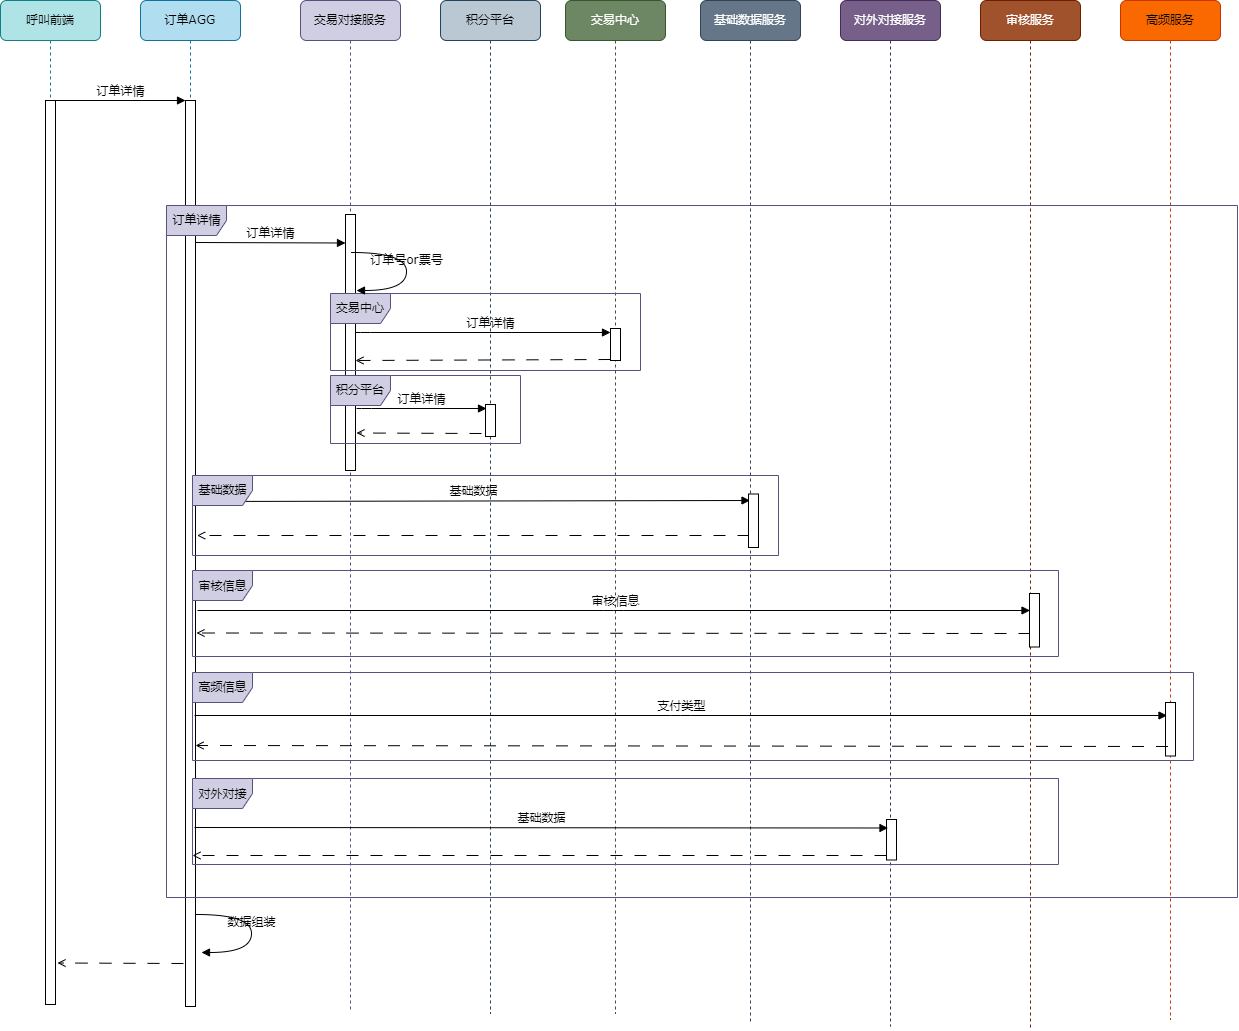 呼叫前端
订单AGG
交易对接服务
积分平台
交易中心
基础数据服务
对外对接服务
审核服务
高频服务
订单详情
订单详情
订单详情
订单号or票号
交易中心
订单详情
积分平台
订单详情
基础数据
基础数据
审核信息
审核信息
高频信息
支付类型
对外对接
基础数据
数据组装